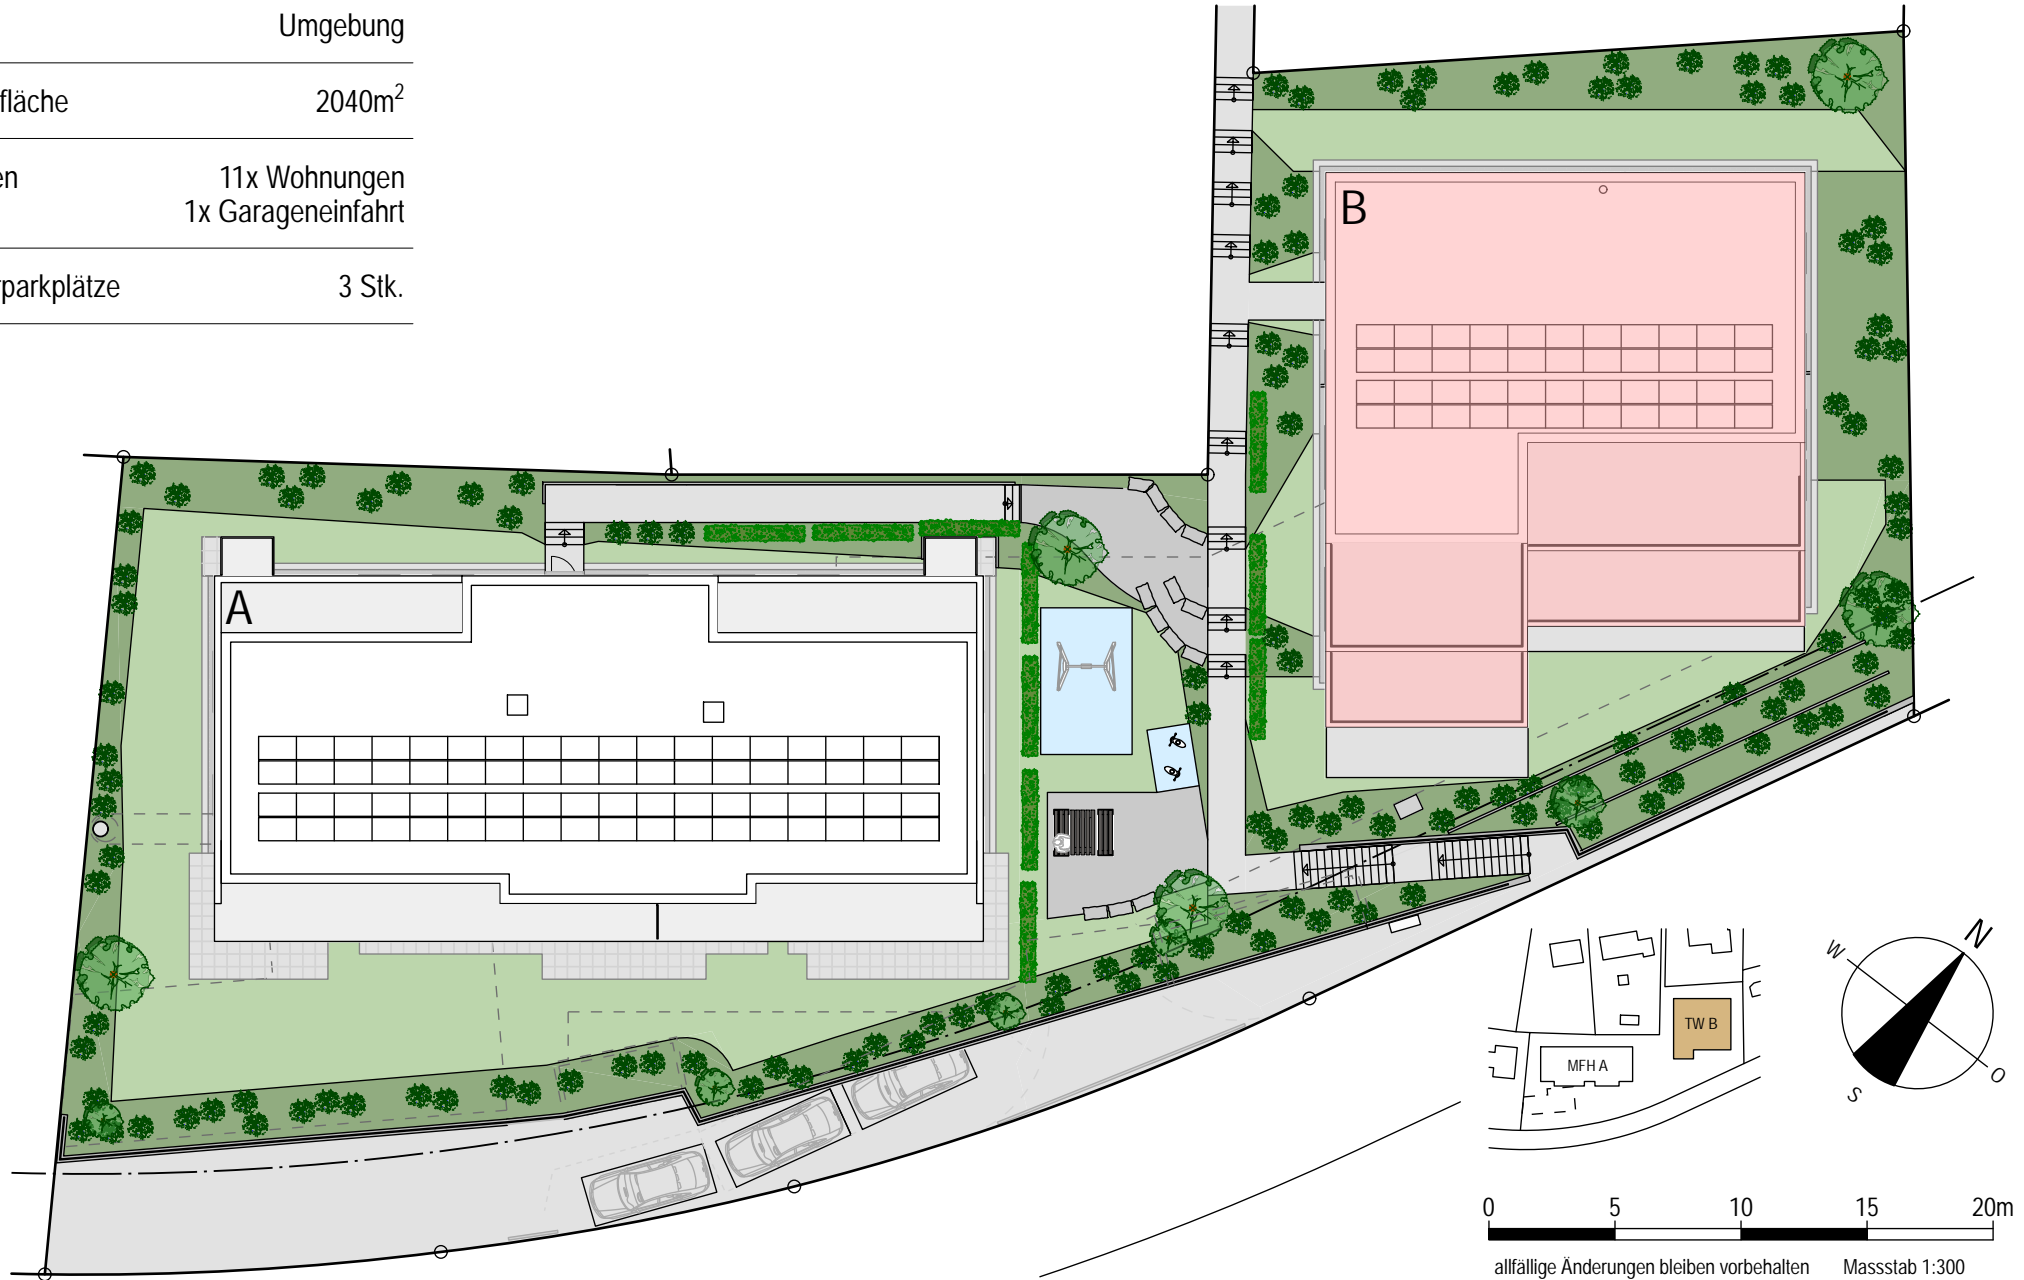 Umgebung
fläche 2040m²
en 11x Wohnungen
1x Garageneinfahrt
rparkplätze 3 Stk.
B
A
N
W
O
S
TW B
MFH A
0 5 10 15 20m
allfällige Änderungen bleiben vorbehalten Massstab 1:300